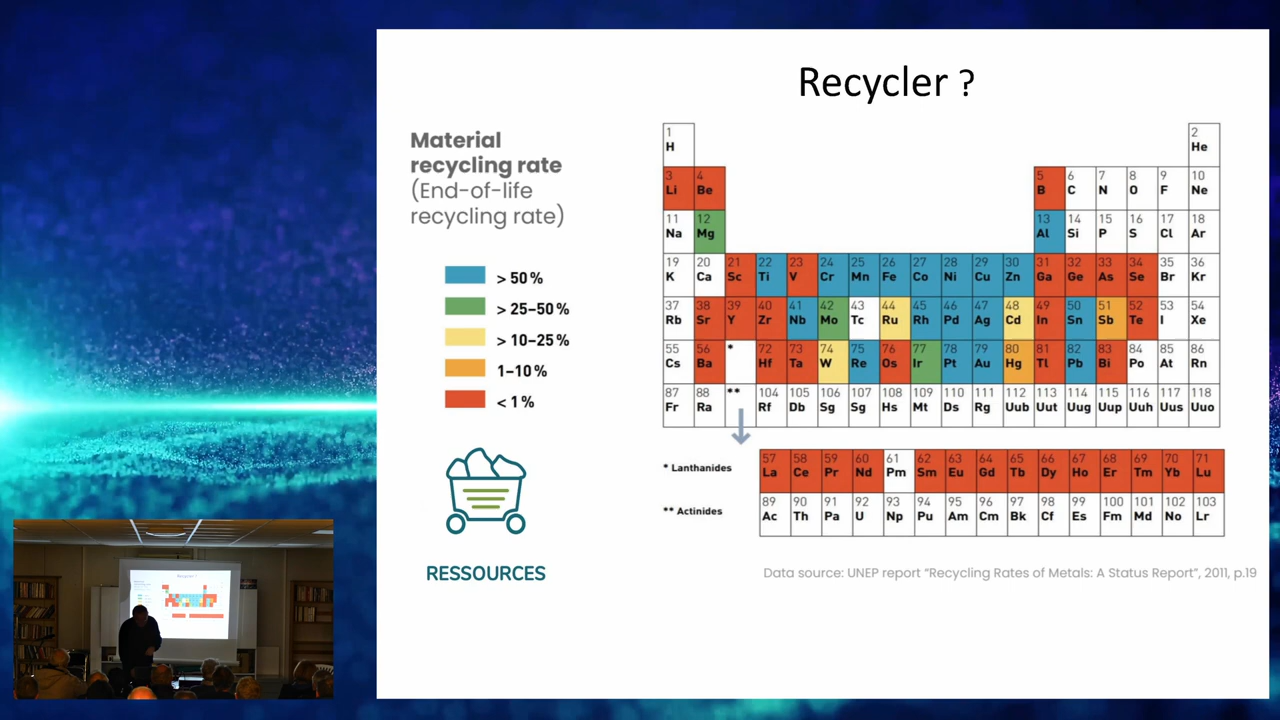 Recycler ?
Material
recycling rate
(End-of-life
recycling rate)
> 50 %
> 25–50 %
> 10–25 %
1–10 %
< 1 %
RESSOURCES
1 2
H He
3 4 5 6 7 8 9 10
Li Be B C N O F Ne
11 12 13 14 15 16 17 18
Na Mg Al Si P S Cl Ar
19 20 21 22 23 24 25 26 27 28 29 30 31 32 33 34 35 36
K Ca Sc Ti V Cr Mn Fe Co Ni Cu Zn Ga Ge As Se Br Kr
37 38 39 40 41 42 43 44 45 46 47 48 49 50 51 52 53 54
Rb Sr Y Zr Nb Mo Tc Ru Rh Pd Ag Cd In Sn Sb Te I Xe
55 56 * 72 73 74 75 76 77 78 79 80 81 82 83 84 85 86
Cs Ba Hf Ta W Re Os Ir Pt Au Hg Tl Pb Bi Po At Rn
87 88 ** 104 105 106 107 108 109 110 111 112 113 114 115 116 117 118
Fr Ra Rf Db Sg Sg Hs Mt Ds Rg Uub Uut Uug Uup Uuh Uus Uuo
* Lanthanides
57 58 59 60 61 62 63 64 65 66 67 68 69 70 71
La Ce Pr Nd Pm Sm Eu Gd Tb Dy Ho Er Tm Yb Lu
** Actinides
89 90 91 92 93 94 95 96 97 98 99 100 101 102 103
Ac Th Pa U Np Pu Am Cm Bk Cf Es Fm Md No Lr
Data source: UNEP report “Recycling Rates of Metals: A Status Report”, 2011, p.19